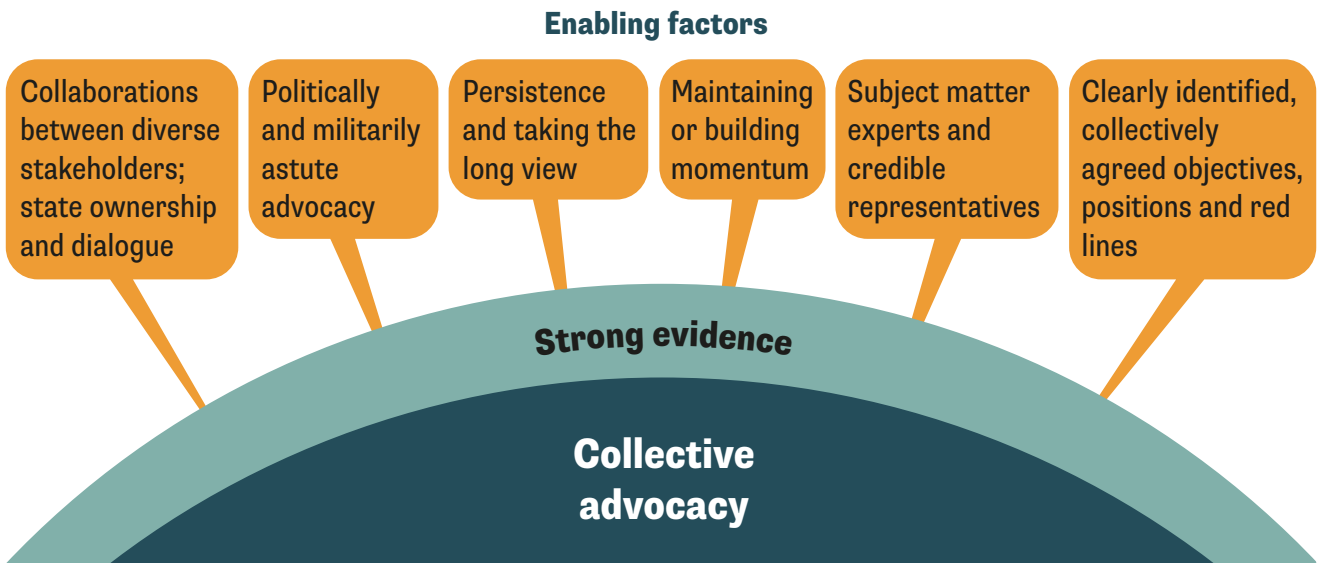 Enabling factors
Collaborations
between diverse
stakeholders;
state ownership
and dialogue
Politically
and militarily
astute
advocacy
Persistence
and taking the
long view
Maintaining
or building
momentum
Subject matter
experts and
credible
representatives
Clearly identified,
collectively
agreed objectives,
positions and red
lines
Strong evidence
Collective
advocacy